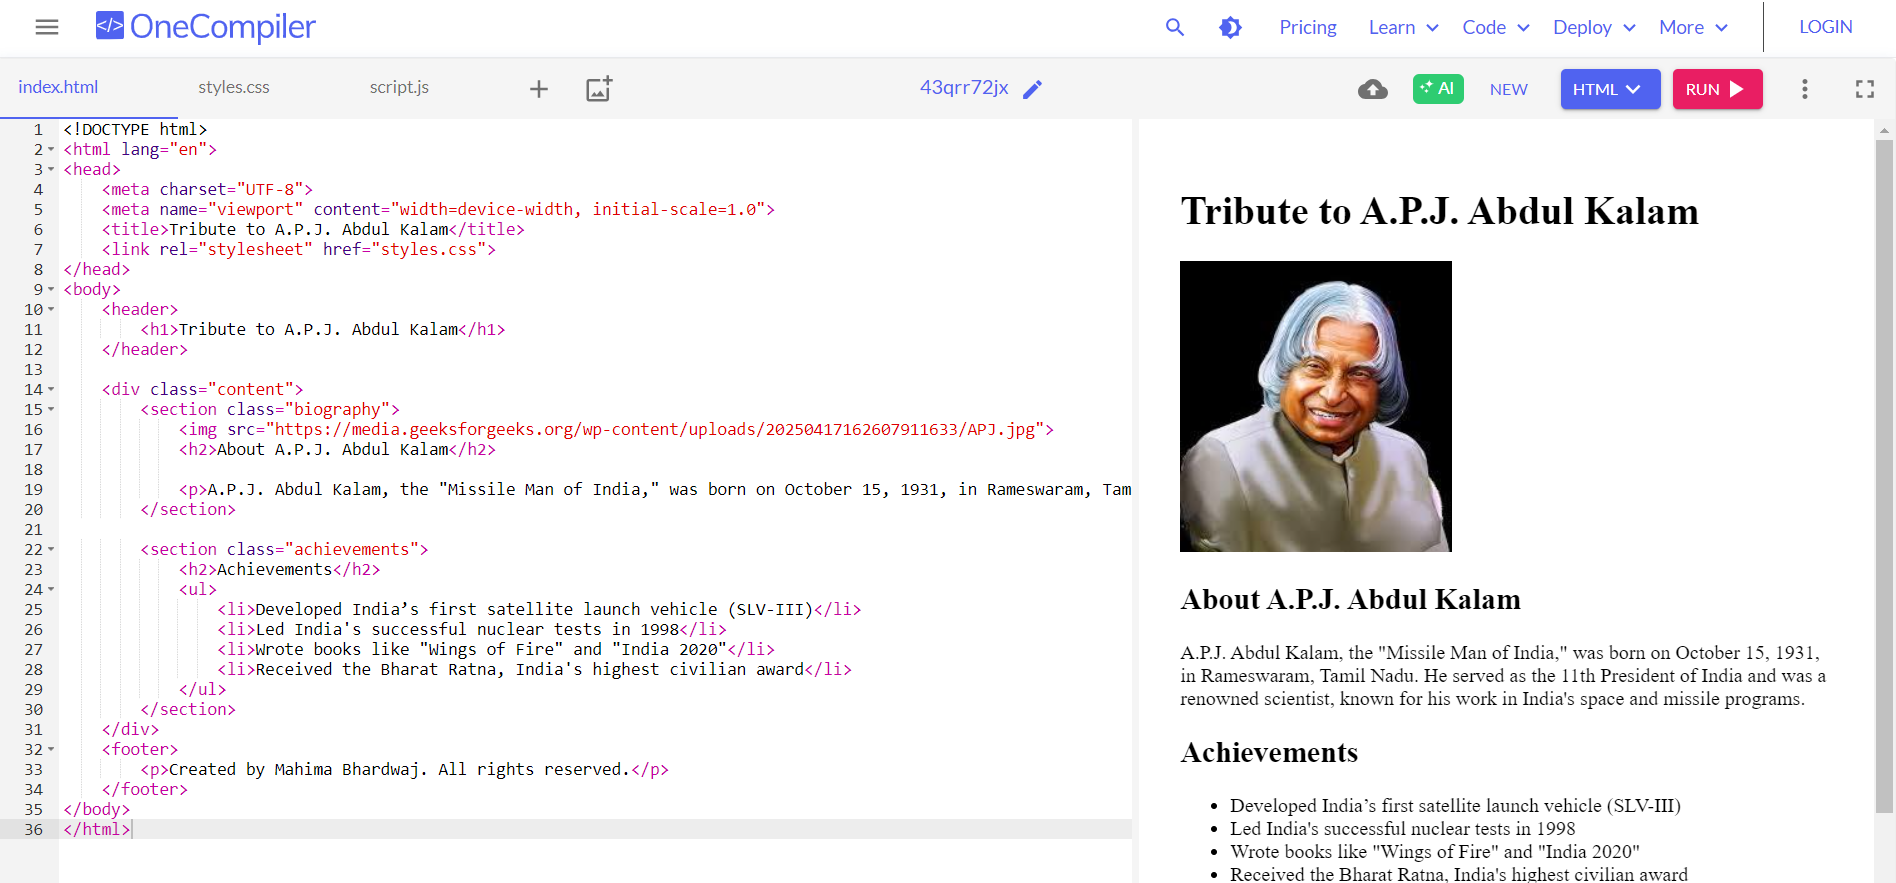 OneCompiler
Pricing Learn Code Deploy More LOGIN
index.html styles.css script.js 43qrr72jx AI NEW HTML RUN
1 <!DOCTYPE html>
2 <html lang="en">
3 <head>
4 <meta charset="UTF-8">
5 <meta name="viewport" content="width=device-width, initial-scale=1.0">
6 <title>Tribute to A.P.J. Abdul Kalam</title>
7 <link rel="stylesheet" href="styles.css">
8 </head>
9 <body>
10 <header>
11 <h1>Tribute to A.P.J. Abdul Kalam</h1>
12 </header>
13
14 <div class="content">
15 <section class="biography">
16 <img src="https://media.geeksforgeeks.org/wp-content/uploads/20250417162607911633/APJ.jpg">
17 <h2>About A.P.J. Abdul Kalam</h2>
18
19 <p>A.P.J. Abdul Kalam, the "Missile Man of India," was born on October 15, 1931, in Rameswaram, Tam
20 </section>
21
22 <section class="achievements">
23 <h2>Achievements</h2>
24 <ul>
25 <li>Developed India’s first satellite launch vehicle (SLV-III)</li>
26 <li>Led India's successful nuclear tests in 1998</li>
27 <li>Wrote books like "Wings of Fire" and "India 2020"</li>
28 <li>Received the Bharat Ratna, India's highest civilian award</li>
29 </ul>
30 </section>
31 </div>
32 <footer>
33 <p>Created by Mahima Bhardwaj. All rights reserved.</p>
34 </footer>
35 </body>
36 </html>
Tribute to A.P.J. Abdul Kalam
About A.P.J. Abdul Kalam
A.P.J. Abdul Kalam, the "Missile Man of India," was born on October 15, 1931,
in Rameswaram, Tamil Nadu. He served as the 11th President of India and was a
renowned scientist, known for his work in India's space and missile programs.
Achievements
• Developed India’s first satellite launch vehicle (SLV-III)
• Led India's successful nuclear tests in 1998
• Wrote books like "Wings of Fire" and "India 2020"
• Received the Bharat Ratna, India's highest civilian award